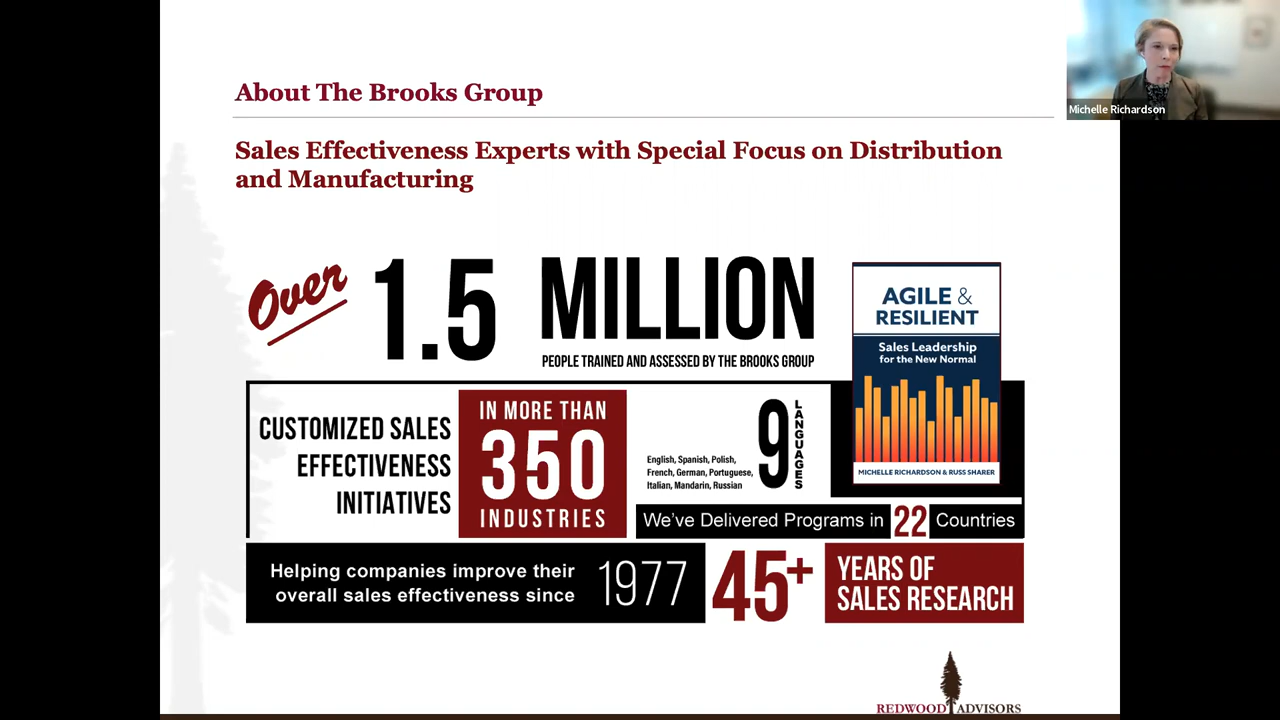 Michelle Richardson
About The Brooks Group
Sales Effectiveness Experts with Special Focus on Distribution
and Manufacturing
Over 1.5 MILLION
PEOPLE TRAINED AND ASSESSED BY THE BROOKS GROUP
AGILE &
RESILIENT
Sales Leadership
for the New Normal
MICHELLE RICHARDSON & RUSS SHARER
CUSTOMIZED SALES
EFFECTIVENESS
INITIATIVES
IN MORE THAN
350
INDUSTRIES
English, Spanish, Polish,
French, German, Portuguese,
Italian, Mandarin, Russian
9 LANGUAGES
We've Delivered Programs in 22 Countries
Helping companies improve their
overall sales effectiveness since
1977
45+
YEARS OF
SALES RESEARCH
REDWOOD ADVISORS